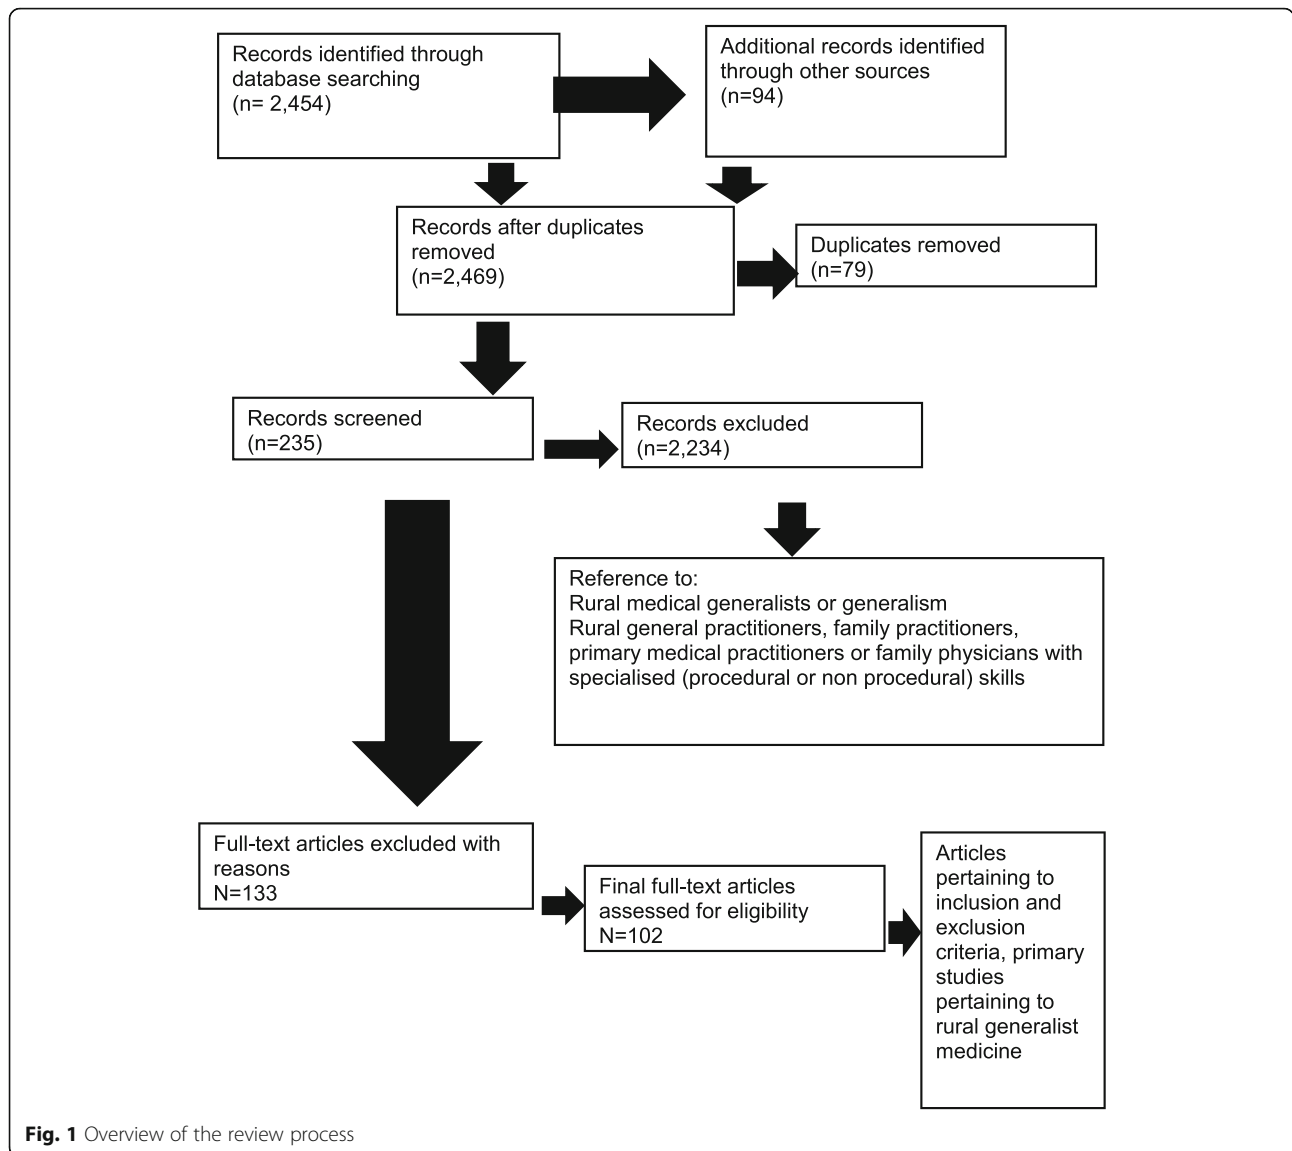 Records identified through
database searching
(n= 2,454)
Additional records identified
through other sources
(n=94)
Records after duplicates
removed
(n=2,469)
Duplicates removed
(n=79)
Records screened
(n=235)
Records excluded
(n=2,234)
Reference to:
Rural medical generalists or generalism
Rural general practitioners, family practitioners,
primary medical practitioners or family physicians with
specialised (procedural or non procedural) skills
Full-text articles excluded with
reasons
N=133
Final full-text articles
assessed for eligibility
N=102
Articles
pertaining to
inclusion and
exclusion
criteria, primary
studies
pertaining to
rural generalist
medicine
Fig. 1 Overview of the review process